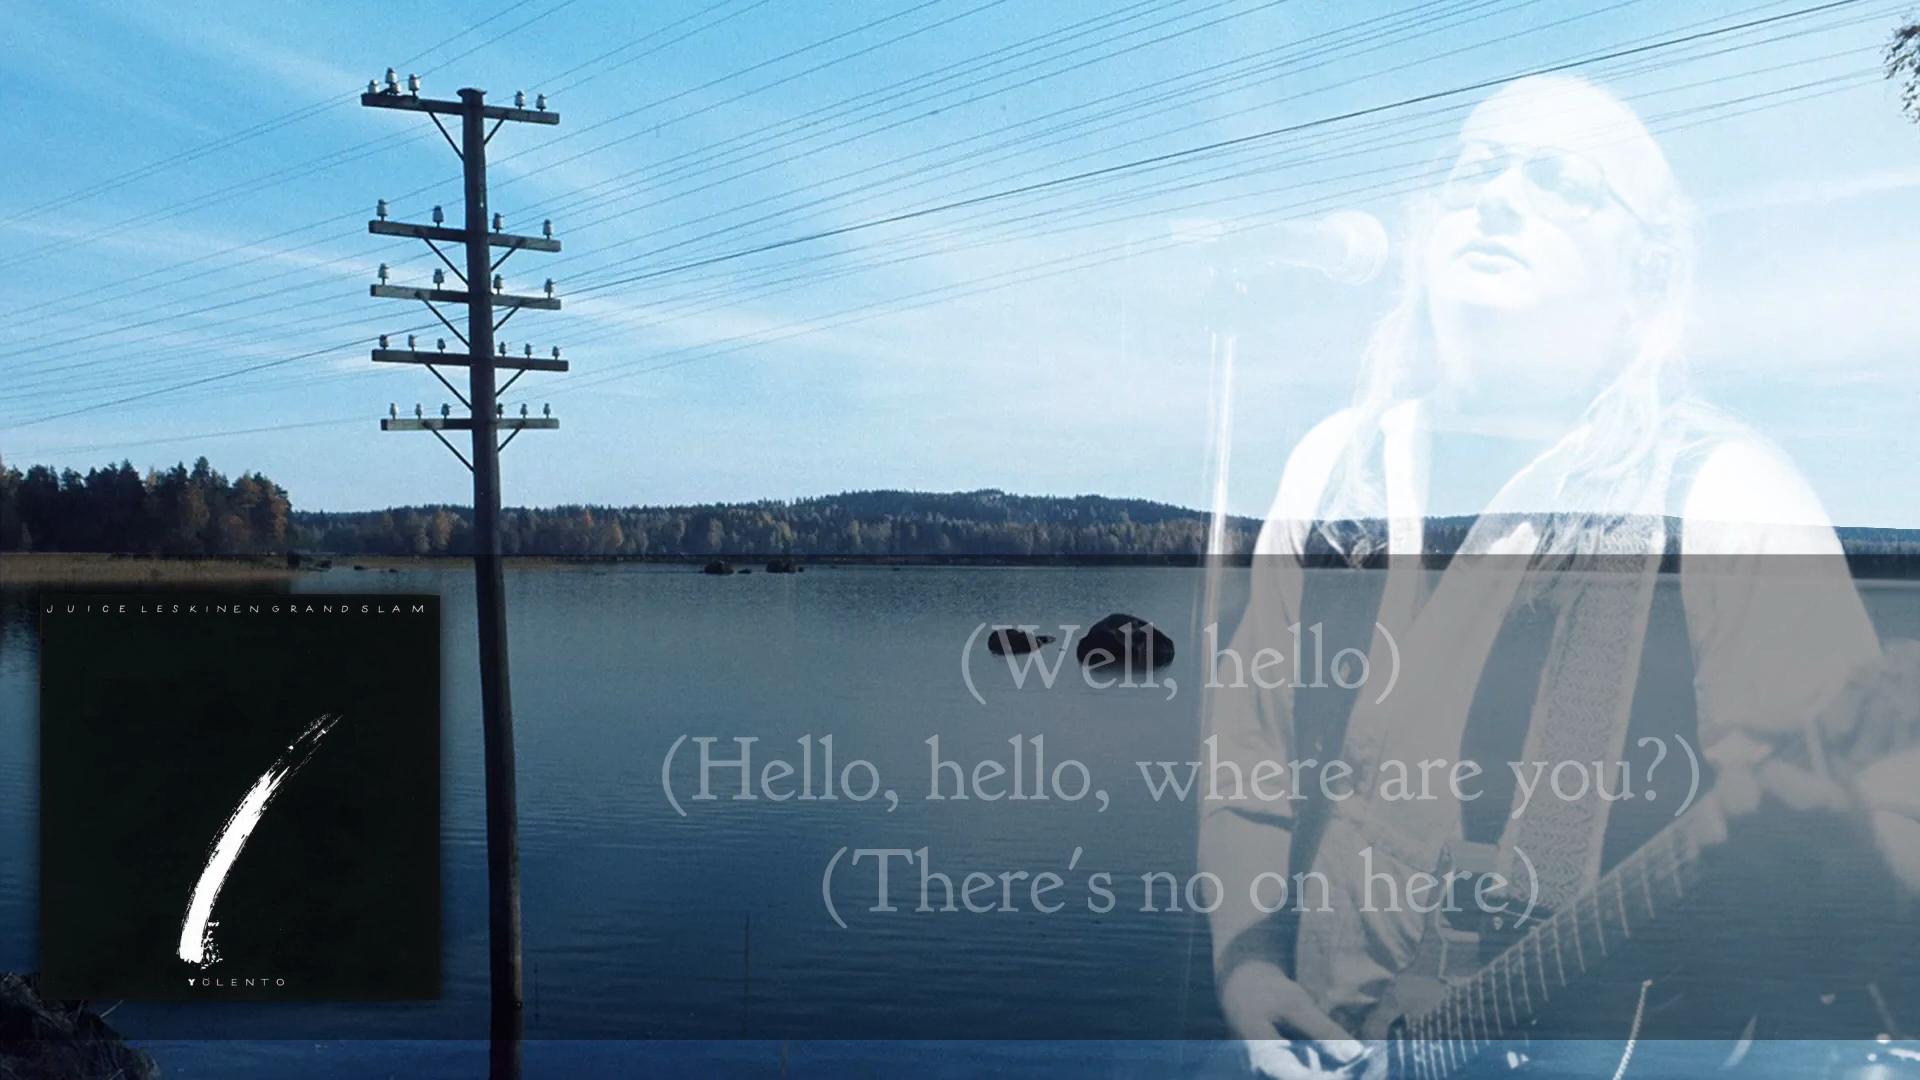 JUICE LESKINEN GRAND SLAM
YÖLENTO
(Well, hello)
(Hello, hello, where are you?)
(There's no on here)